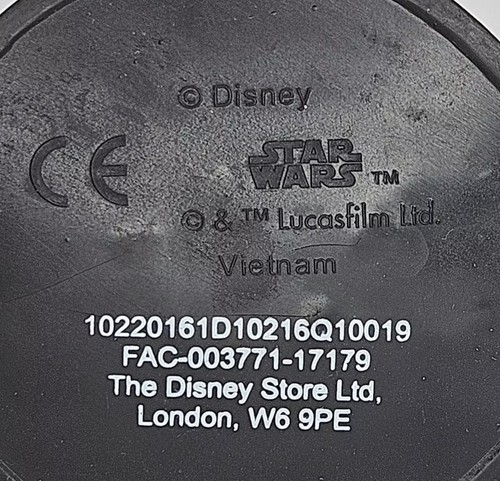 © Disney
CE
STAR
WARS ™
© & ™ Lucasfilm Ltd.
Vietnam
10220161D10216Q10019
FAC-003771-17179
The Disney Store Ltd,
London, W6 9PE